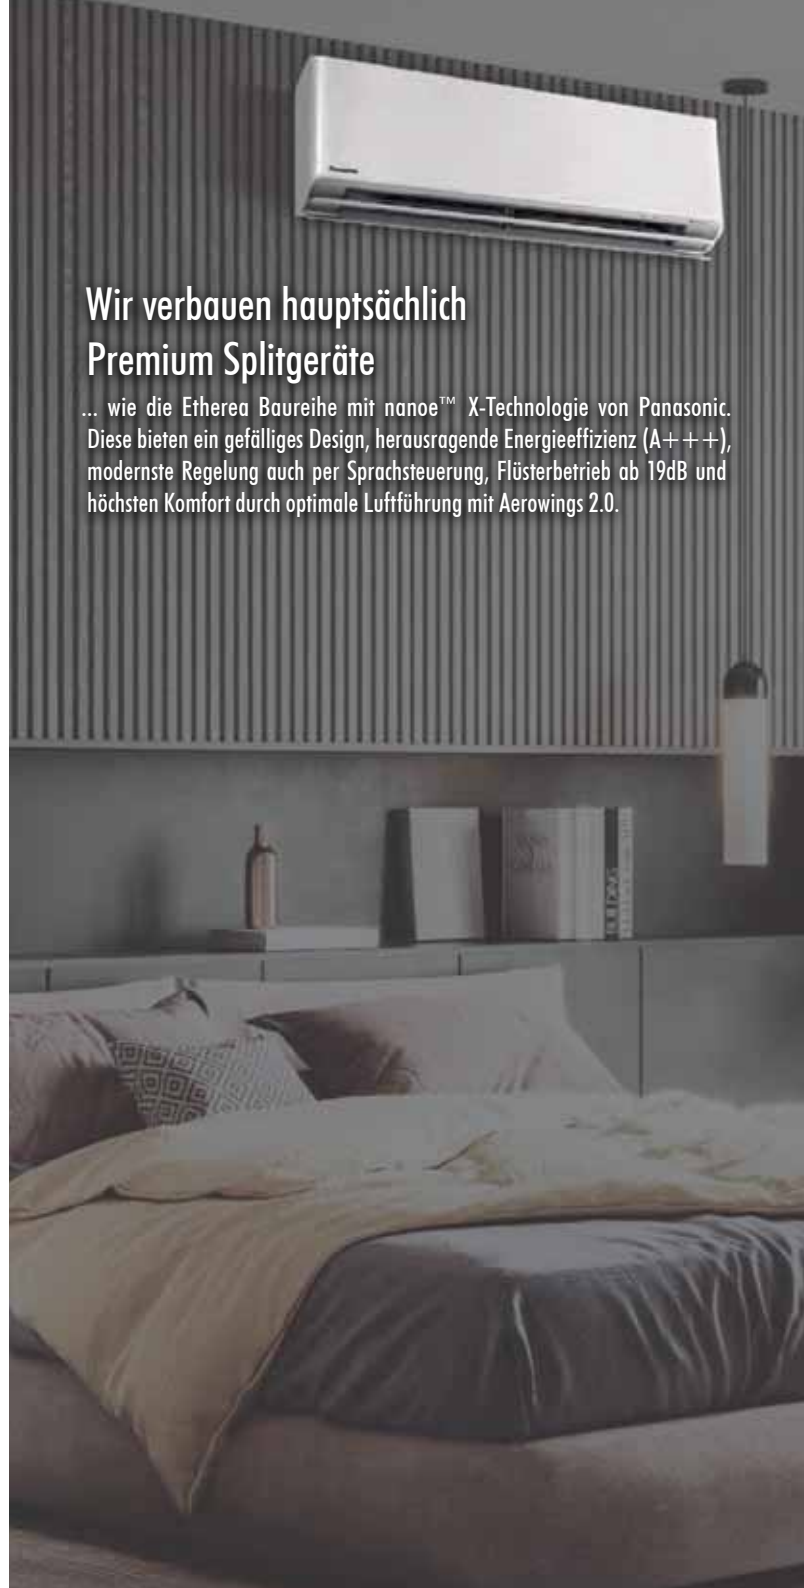 Wir verbauen hauptsächlich
Premium Splitgeräte
... wie die Etherea Baureihe mit nanoe™ X-Technologie von Panasonic.
Diese bieten ein gefälliges Design, herausragende Energieeffizienz (A+++),
modernste Regelung auch per Sprachsteuerung, Flüsterbetrieb ab 19dB und
höchsten Komfort durch optimale Luftführung mit Aerowings 2.0.
BUILDING